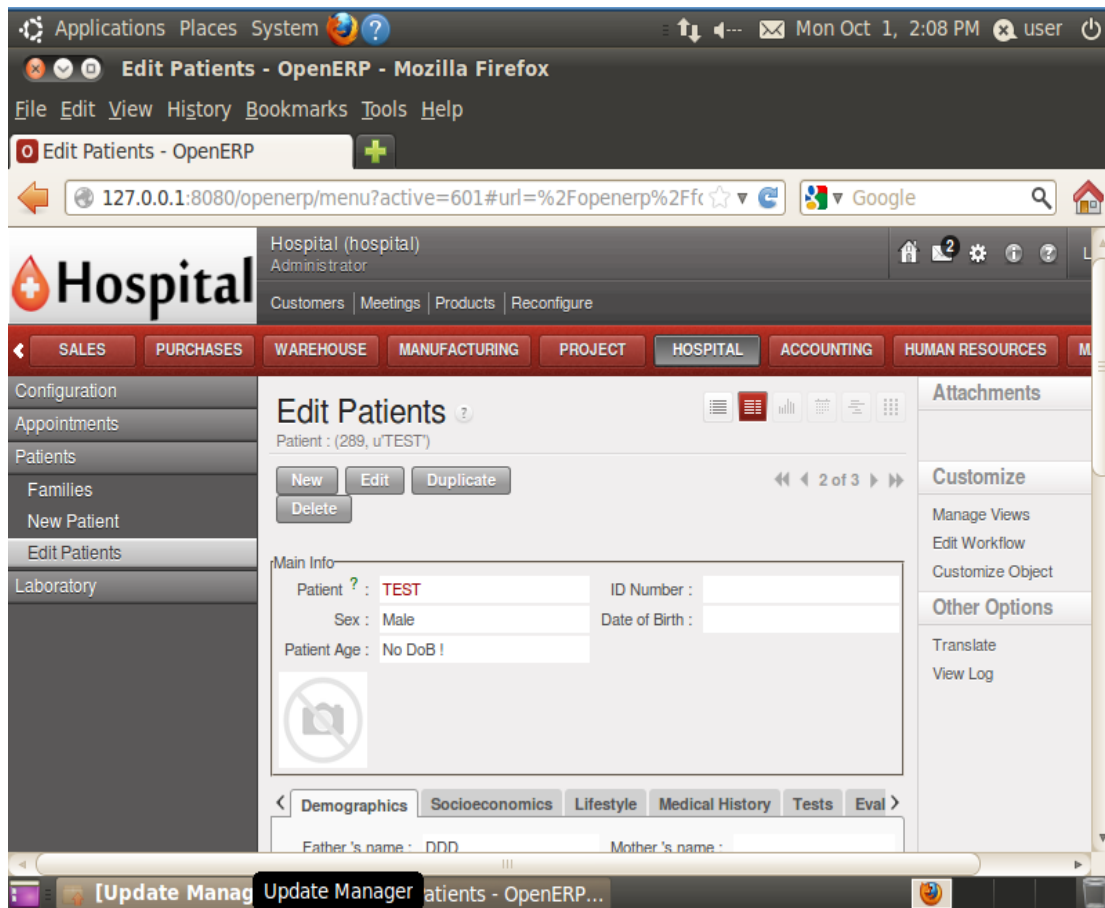 Applications Places System
Mon Oct 1, 2:08 PM user
Edit Patients - OpenERP - Mozilla Firefox
File Edit View History Bookmarks Tools Help
Edit Patients - OpenERP
127.0.0.1:8080/openerp/menu?active=601#url=%2Fopenerp%2Ffo
Google
Hospital
Hospital (hospital)
Administrator
2
Customers | Meetings | Products | Reconfigure
SALES PURCHASES WAREHOUSE MANUFACTURING PROJECT HOSPITAL ACCOUNTING HUMAN RESOURCES
Configuration
Appointments
Patients
Families
New Patient
Edit Patients
Laboratory
Edit Patients ?
Patient : (289, u'TEST')
New Edit Duplicate
Delete
2 of 3
Main Info
Patient ? : TEST
ID Number :
Sex : Male
Date of Birth :
Patient Age : No DoB !
Demographics Socioeconomics Lifestyle Medical History Tests Eval
Father 's name : DDD
Mother 's name :
Attachments
Customize
Manage Views
Edit Workflow
Customize Object
Other Options
Translate
View Log
[Update Manag
Update Manager
atients - OpenERP...